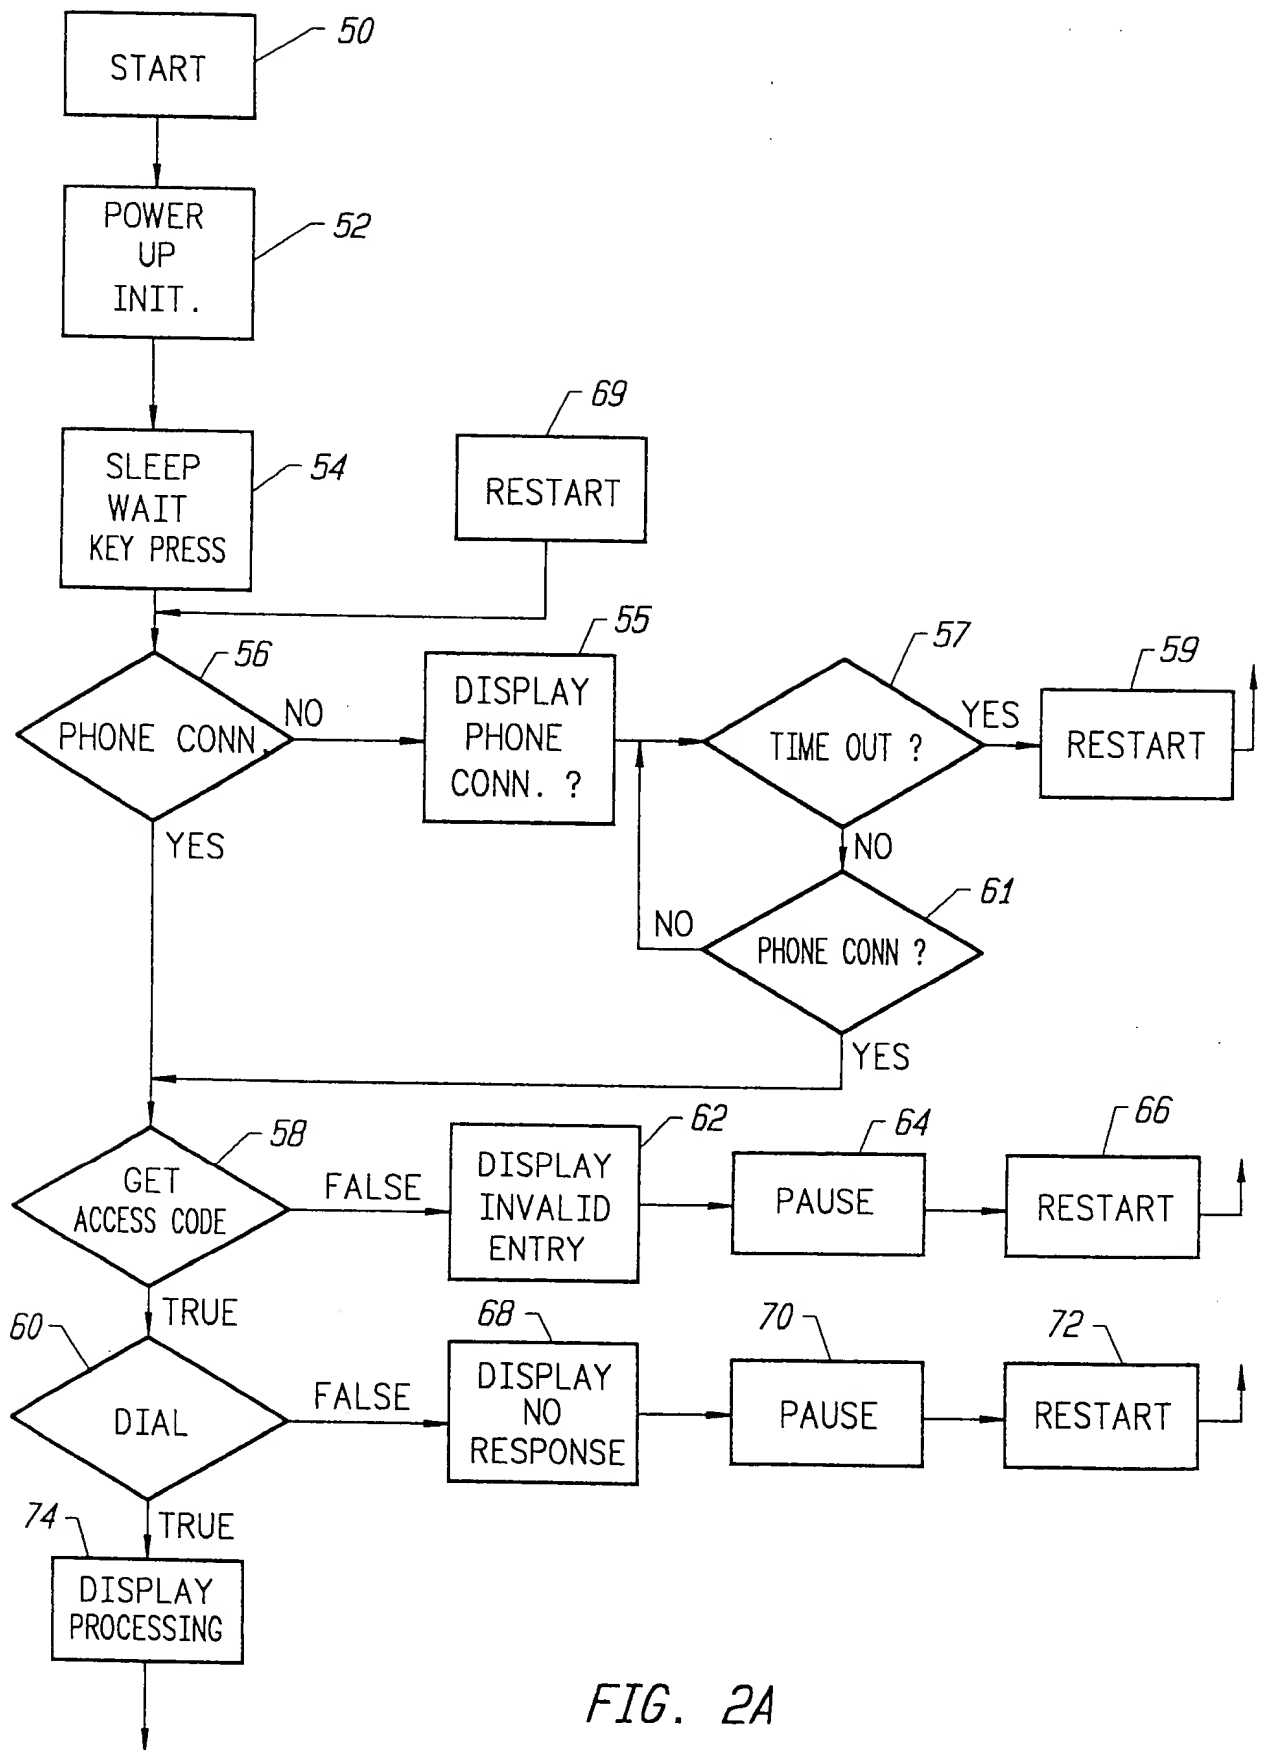 50
START
POWER
UP
INIT.
52
69
SLEEP
WAIT
KEY PRESS
54
RESTART
56
PHONE CONN.
NO
YES
55
DISPLAY
PHONE
CONN. ?
57
TIME OUT ?
YES
NO
59
RESTART
61
PHONE CONN ?
NO
YES
58
GET
ACCESS CODE
FALSE
TRUE
62
DISPLAY
INVALID
ENTRY
64
PAUSE
66
RESTART
60
DIAL
FALSE
TRUE
68
DISPLAY
NO
RESPONSE
70
PAUSE
72
RESTART
74
DISPLAY
PROCESSING
FIG. 2A